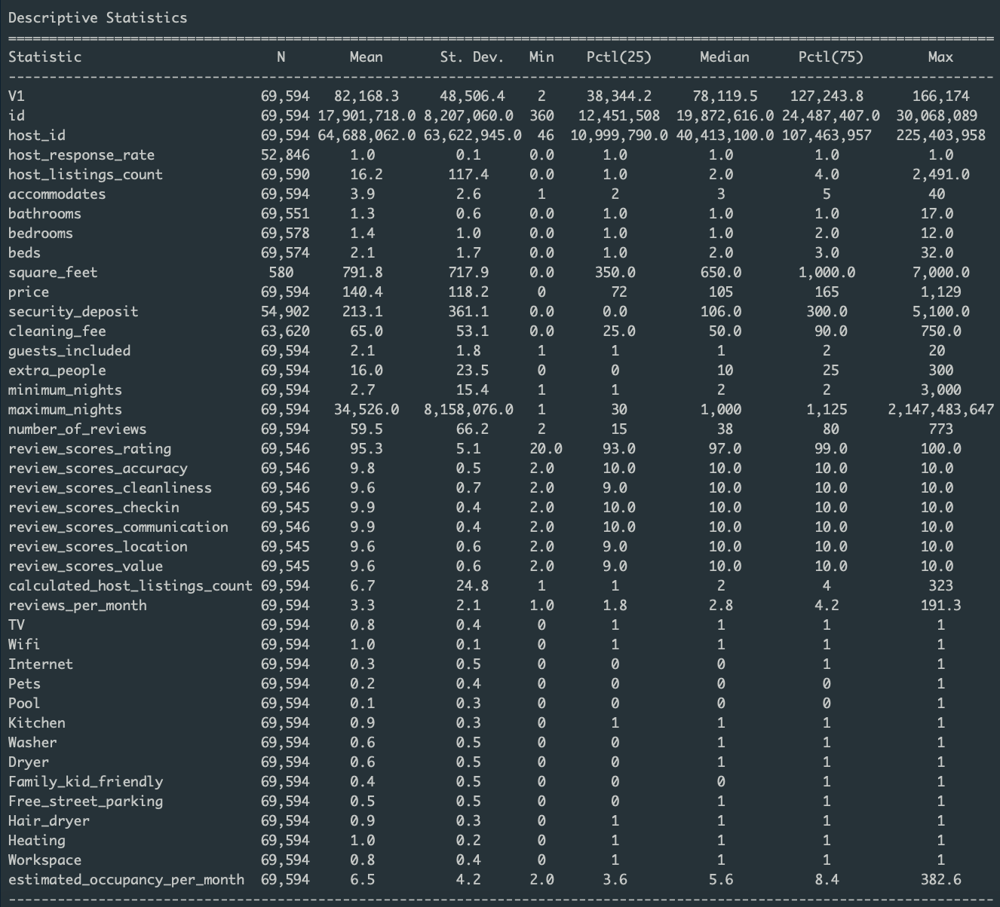 Descriptive Statistics
==========================================================================================================================
Statistic N Mean St. Dev. Min Pctl(25) Median Pctl(75) Max
--------------------------------------------------------------------------------------------------------------------------
V1 69,594 82,168.3 48,506.4 2 38,344.2 78,119.5 127,243.8 166,174
id 69,594 17,901,718.0 8,207,060.0 360 12,451,508 19,872,616.0 24,487,407.0 30,068,089
host_id 69,594 64,688,062.0 63,622,945.0 46 10,999,790.0 40,413,100.0 107,463,957 225,403,958
host_response_rate 52,846 1.0 0.1 0.0 1.0 1.0 1.0 1.0
host_listings_count 69,590 16.2 117.4 0.0 1.0 2.0 4.0 2,491.0
accommodates 69,594 3.9 2.6 1 2 3 5 40
bathrooms 69,551 1.3 0.6 0.0 1.0 1.0 1.0 17.0
bedrooms 69,578 1.4 1.0 0.0 1.0 1.0 2.0 12.0
beds 69,574 2.1 1.7 0.0 1.0 2.0 3.0 32.0
square_feet 580 791.8 717.9 0.0 350.0 650.0 1,000.0 7,000.0
price 69,594 140.4 118.2 0 72 105 165 1,129
security_deposit 54,902 213.1 361.1 0.0 0.0 106.0 300.0 5,100.0
cleaning_fee 63,620 65.0 53.1 0.0 25.0 50.0 90.0 750.0
guests_included 69,594 2.1 1.8 1 1 1 2 20
extra_people 69,594 16.0 23.5 0 0 10 25 300
minimum_nights 69,594 2.7 15.4 1 1 2 2 3,000
maximum_nights 69,594 34,526.0 8,158,076.0 1 30 1,000 1,125 2,147,483,647
number_of_reviews 69,594 59.5 66.2 2 15 38 80 773
review_scores_rating 69,546 95.3 5.1 20.0 93.0 97.0 99.0 100.0
review_scores_accuracy 69,546 9.8 0.5 2.0 10.0 10.0 10.0 10.0
review_scores_cleanliness 69,546 9.6 0.7 2.0 9.0 10.0 10.0 10.0
review_scores_checkin 69,545 9.9 0.4 2.0 10.0 10.0 10.0 10.0
review_scores_communication 69,546 9.9 0.4 2.0 10.0 10.0 10.0 10.0
review_scores_location 69,545 9.6 0.6 2.0 9.0 10.0 10.0 10.0
review_scores_value 69,545 9.6 0.6 2.0 9.0 10.0 10.0 10.0
calculated_host_listings_count 69,594 6.7 24.8 1 1 2 4 323
reviews_per_month 69,594 3.3 2.1 1.0 1.8 2.8 4.2 191.3
TV 69,594 0.8 0.4 0 1 1 1 1
Wifi 69,594 1.0 0.1 0 1 1 1 1
Internet 69,594 0.3 0.5 0 0 0 1 1
Pets 69,594 0.2 0.4 0 0 0 0 1
Pool 69,594 0.1 0.3 0 0 0 0 1
Kitchen 69,594 0.9 0.3 0 1 1 1 1
Washer 69,594 0.6 0.5 0 0 1 1 1
Dryer 69,594 0.6 0.5 0 0 1 1 1
Family_kid_friendly 69,594 0.4 0.5 0 0 0 1 1
Free_street_parking 69,594 0.5 0.5 0 0 1 1 1
Hair_dryer 69,594 0.9 0.3 0 1 1 1 1
Heating 69,594 1.0 0.2 0 1 1 1 1
Workspace 69,594 0.8 0.4 0 1 1 1 1
estimated_occupancy_per_month 69,594 6.5 4.2 2.0 3.6 5.6 8.4 382.6
--------------------------------------------------------------------------------------------------------------------------